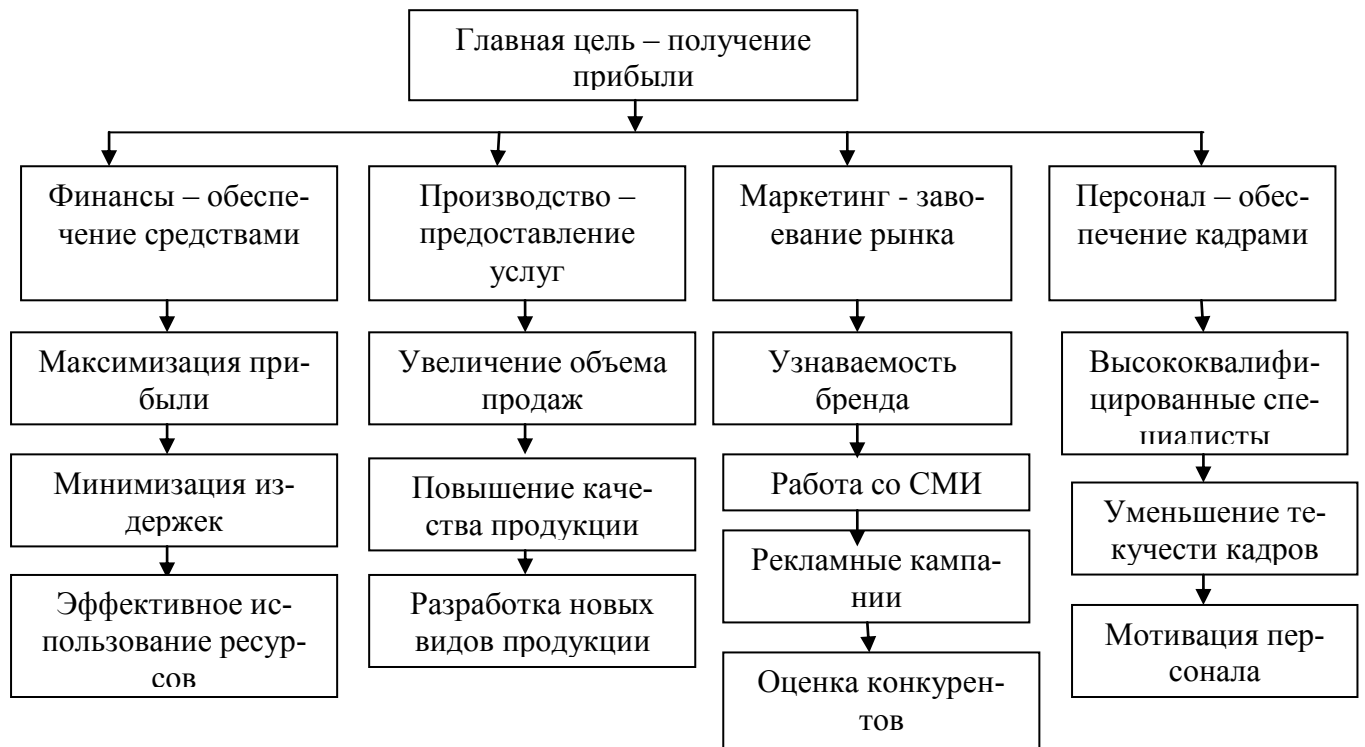 Главная цель – получение
прибыли
Финансы – обеспе-
чение средствами
Производство –
предоставление
услуг
Маркетинг - заво-
евание рынка
Персонал – обес-
печение кадрами
Максимизация при-
были
Увеличение объема
продаж
Узнаваемость
бренда
Высококвалифи-
цированные спе-
циалисты
Минимизация из-
держек
Повышение каче-
ства продукции
Работа со СМИ
Уменьшение те-
кучести кадров
Эффективное ис-
пользование ресур-
сов
Разработка новых
видов продукции
Рекламные кампа-
нии
Мотивация пер-
сонала
Оценка конкурен-
тов